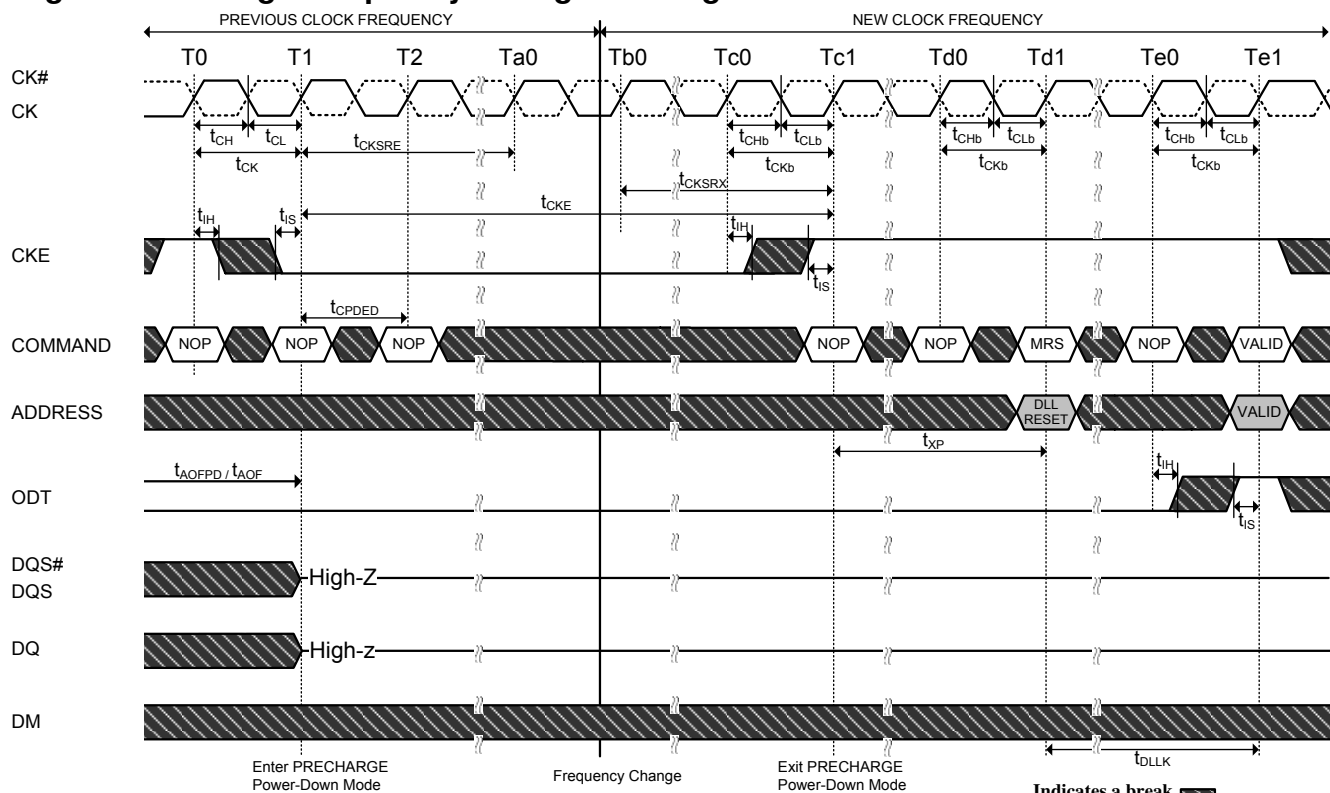 PREVIOUS CLOCK FREQUENCY NEW CLOCK FREQUENCY
T0 T1 T2 Ta0 Tb0 Tc0 Tc1 Td0 Td1 Te0 Te1
CK#
CK
tCH tCL tCHb tCLb tCHb tCLb tCHb tCLb
tCK tCKSRE tCKb tCKb tCKb
tCKSRX
tCKE
tIH tIS tIH
CKE
tIS
tCPDED
COMMAND NOP NOP NOP NOP NOP MRS NOP VALID
ADDRESS DLL RESET VALID
tXP
tAOFPD / tAOF tIH
ODT
tIS
DQS#
DQS
High-Z
DQ High-z
DM
tDLLK
Enter PRECHARGE
Power-Down Mode
Frequency Change
Exit PRECHARGE
Power-Down Mode
Indicates a break